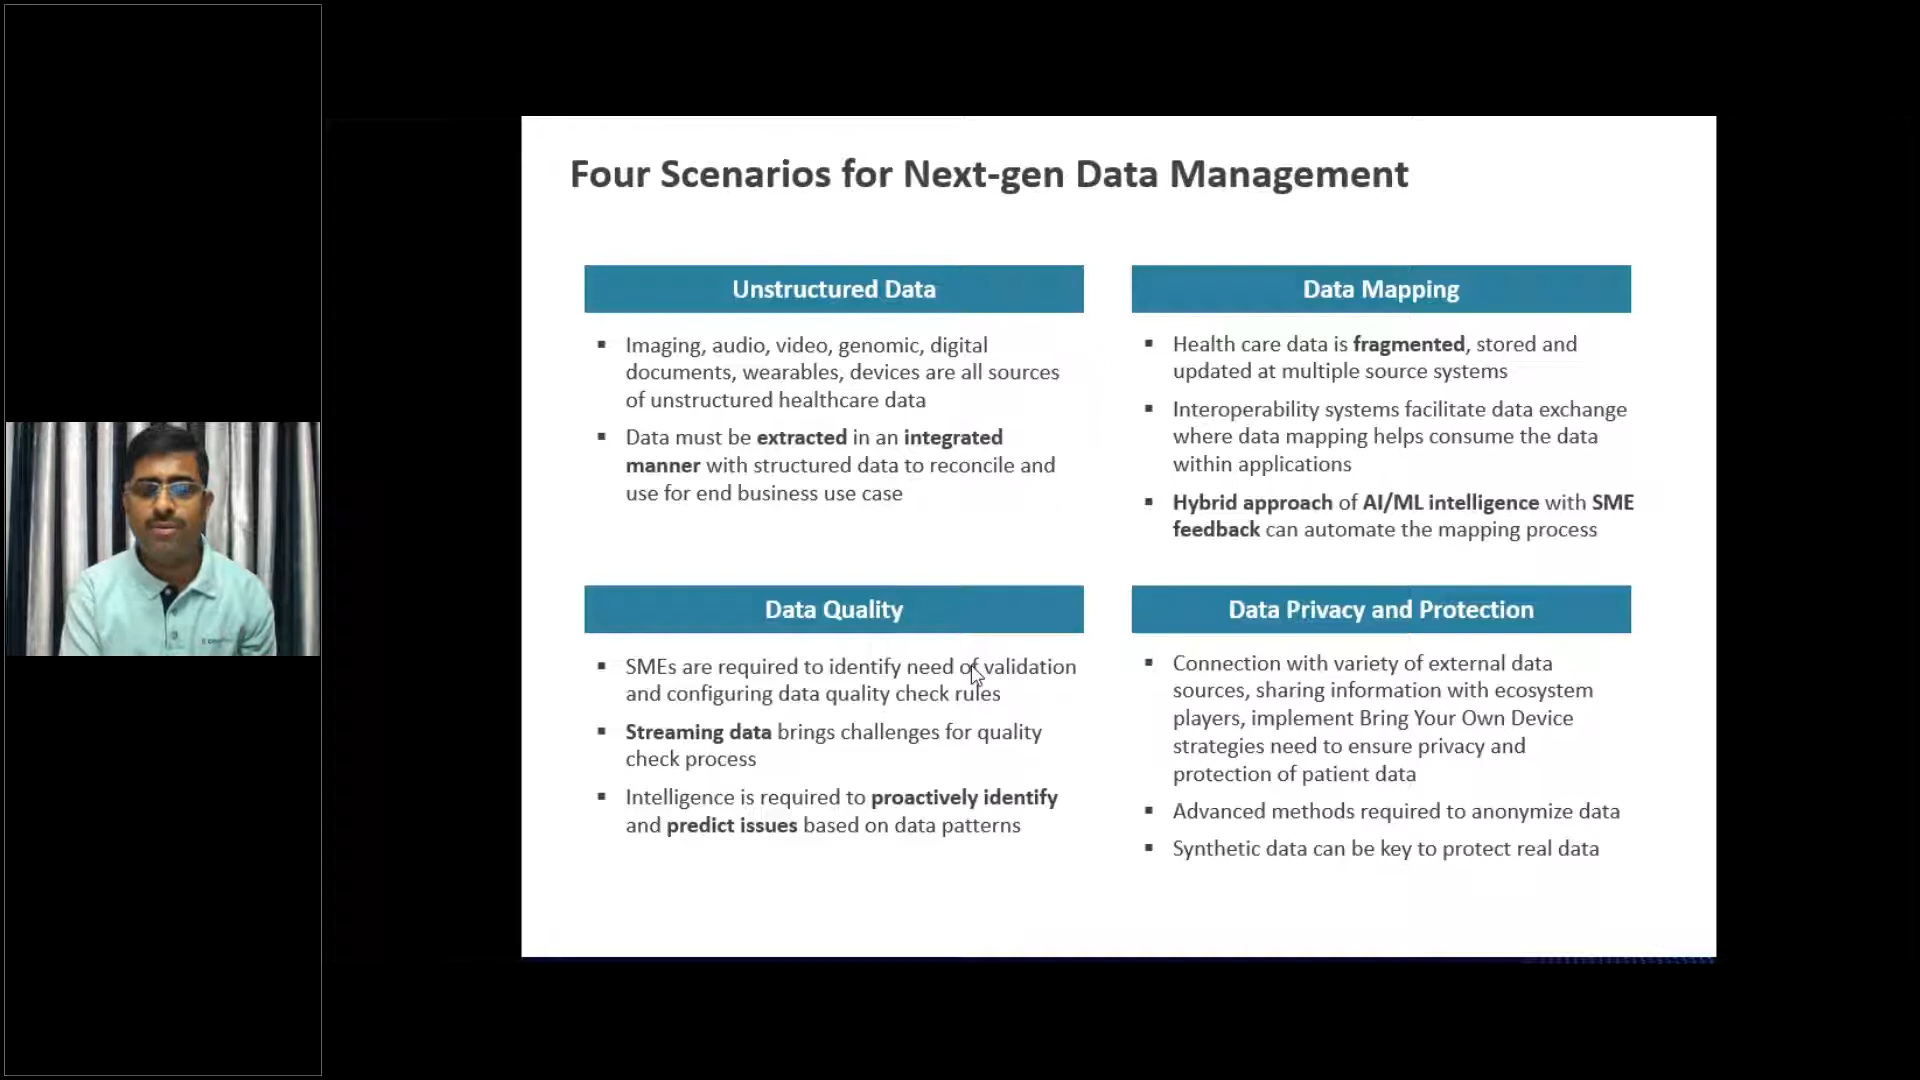 Four Scenarios for Next-gen Data Management
Unstructured Data
Imaging, audio, video, genomic, digital
documents, wearables, devices are all sources
of unstructured healthcare data
Data must be extracted in an integrated
manner with structured data to reconcile and
use for end business use case
Data Mapping
Health care data is fragmented, stored and
updated at multiple source systems
Interoperability systems facilitate data exchange
where data mapping helps consume the data
within applications
Hybrid approach of AI/ML intelligence with SME
feedback can automate the mapping process
Data Quality
SMEs are required to identify need of validation
and configuring data quality check rules
Streaming data brings challenges for quality
check process
Intelligence is required to proactively identify
and predict issues based on data patterns
Data Privacy and Protection
Connection with variety of external data
sources, sharing information with ecosystem
players, implement Bring Your Own Device
strategies need to ensure privacy and
protection of patient data
Advanced methods required to anonymize data
Synthetic data can be key to protect real data